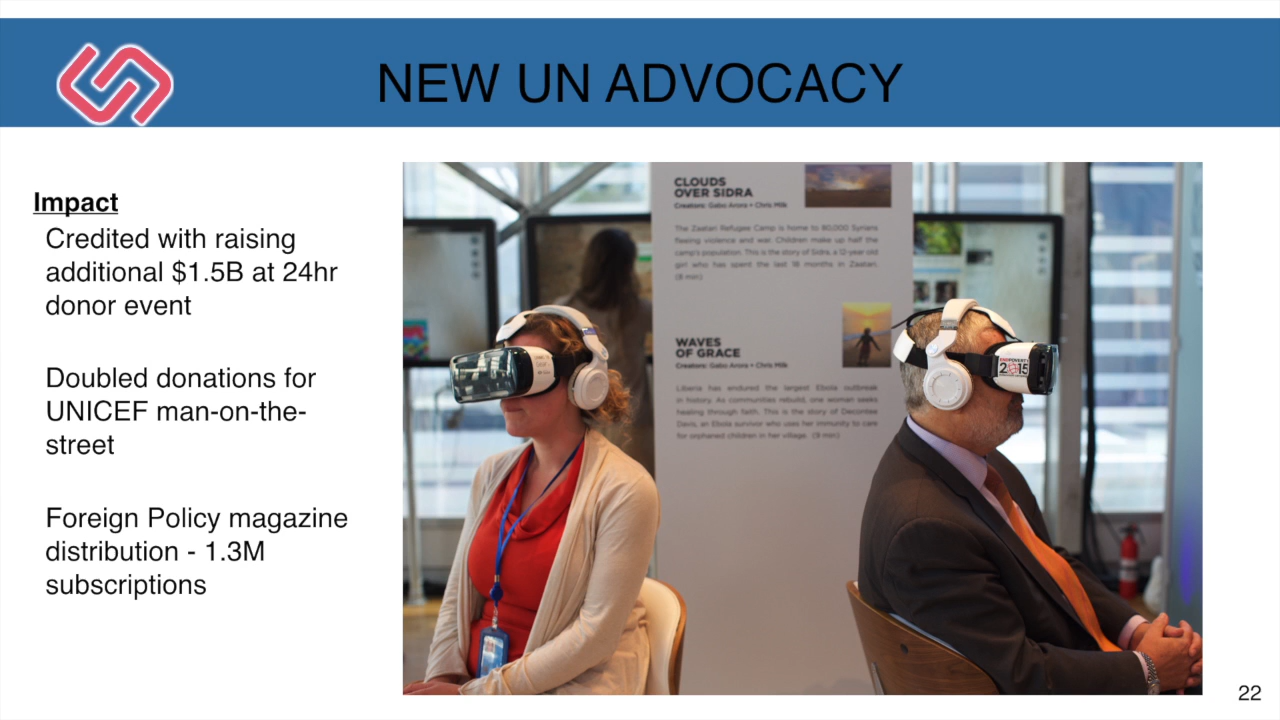 NEW UN ADVOCACY
Impact
Credited with raising
additional $1.5B at 24hr
donor event
Doubled donations for
UNICEF man-on-the-
street
Foreign Policy magazine
distribution - 1.3M
subscriptions
CLOUDS
OVER SIDRA
Creators: Gabo Arora + Chris Milk
The Zaatari Refugee Camp is home to 80,000 Syrians
fleeing violence and war. Children make up half the
camp's population. This is the story of Sidra, a 12 year old
girl who has spent the last 18 months in Zaatari.
(8 min)
WAVES
OF GRACE
Creators: Gabo Arora + Chris Milk
Liberia has endured the largest Ebola outbreak
in history. As communities rebuild, one woman seeks
healing through faith. This is the story of Decontee
Davis, an Ebola survivor who uses her immunity to care
for orphaned children in her village. (9 min)
2015
22